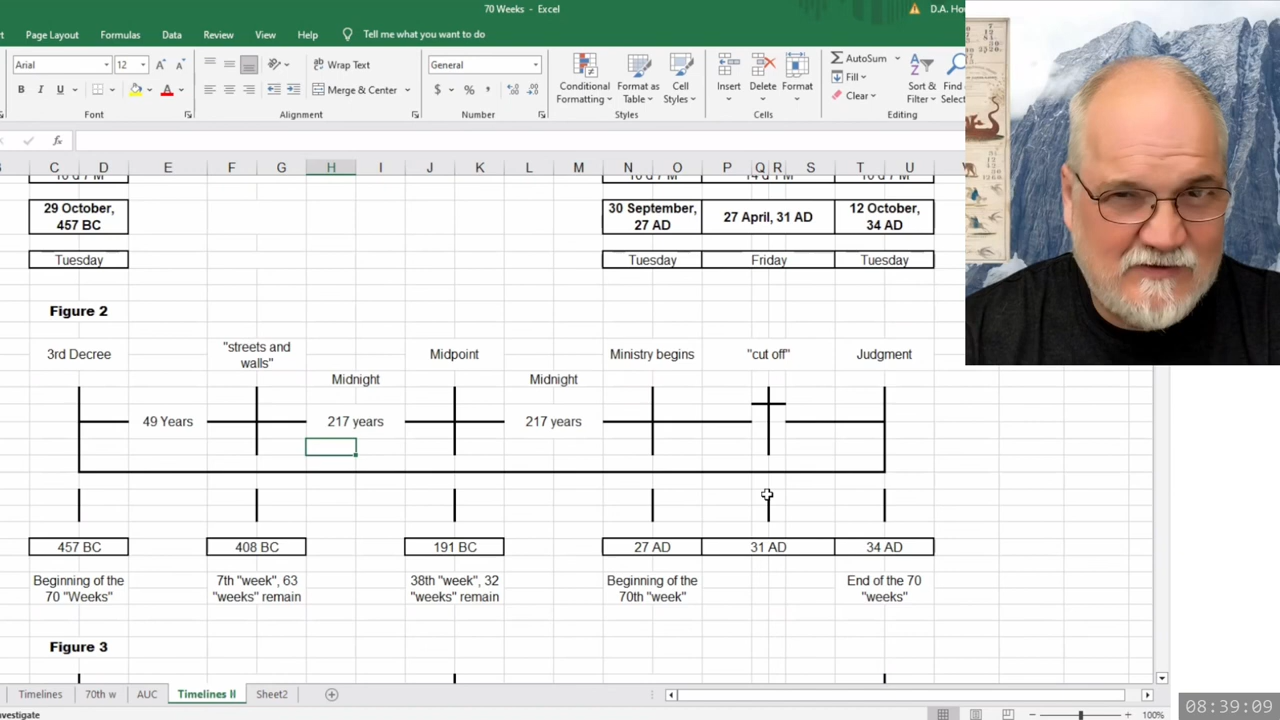 70 Weeks - Excel
D.A. Ho
Page Layout Formulas Data Review View Help Tell me what you want to do
Arial 12 A A Wrap Text General AutoSum
B I U A Merge & Center $ % Conditional Formatting Format as Table Cell Styles Insert Delete Format Fill Clear Sort & Filter Find Selec
Font Alignment Number Styles Cells Editing
fx
C D E F G H I J K L M N O P Q R S T U
29 October, 30 September, 27 April, 31 AD 12 October,
457 BC 27 AD 34 AD
Tuesday Tuesday Friday Tuesday
Figure 2
3rd Decree "streets and walls" Midpoint Ministry begins "cut off" Judgment
Midnight Midnight
49 Years 217 years 217 years
457 BC 408 BC 191 BC 27 AD 31 AD 34 AD
Beginning of the 7th "week", 63 38th "week", 32 Beginning of the End of the 70
70 "Weeks" "weeks" remain "weeks" remain 70th "week" "weeks"
Figure 3
Timelines 70th w AUC Timelines II Sheet2
nvestigate 100%
08:39:09